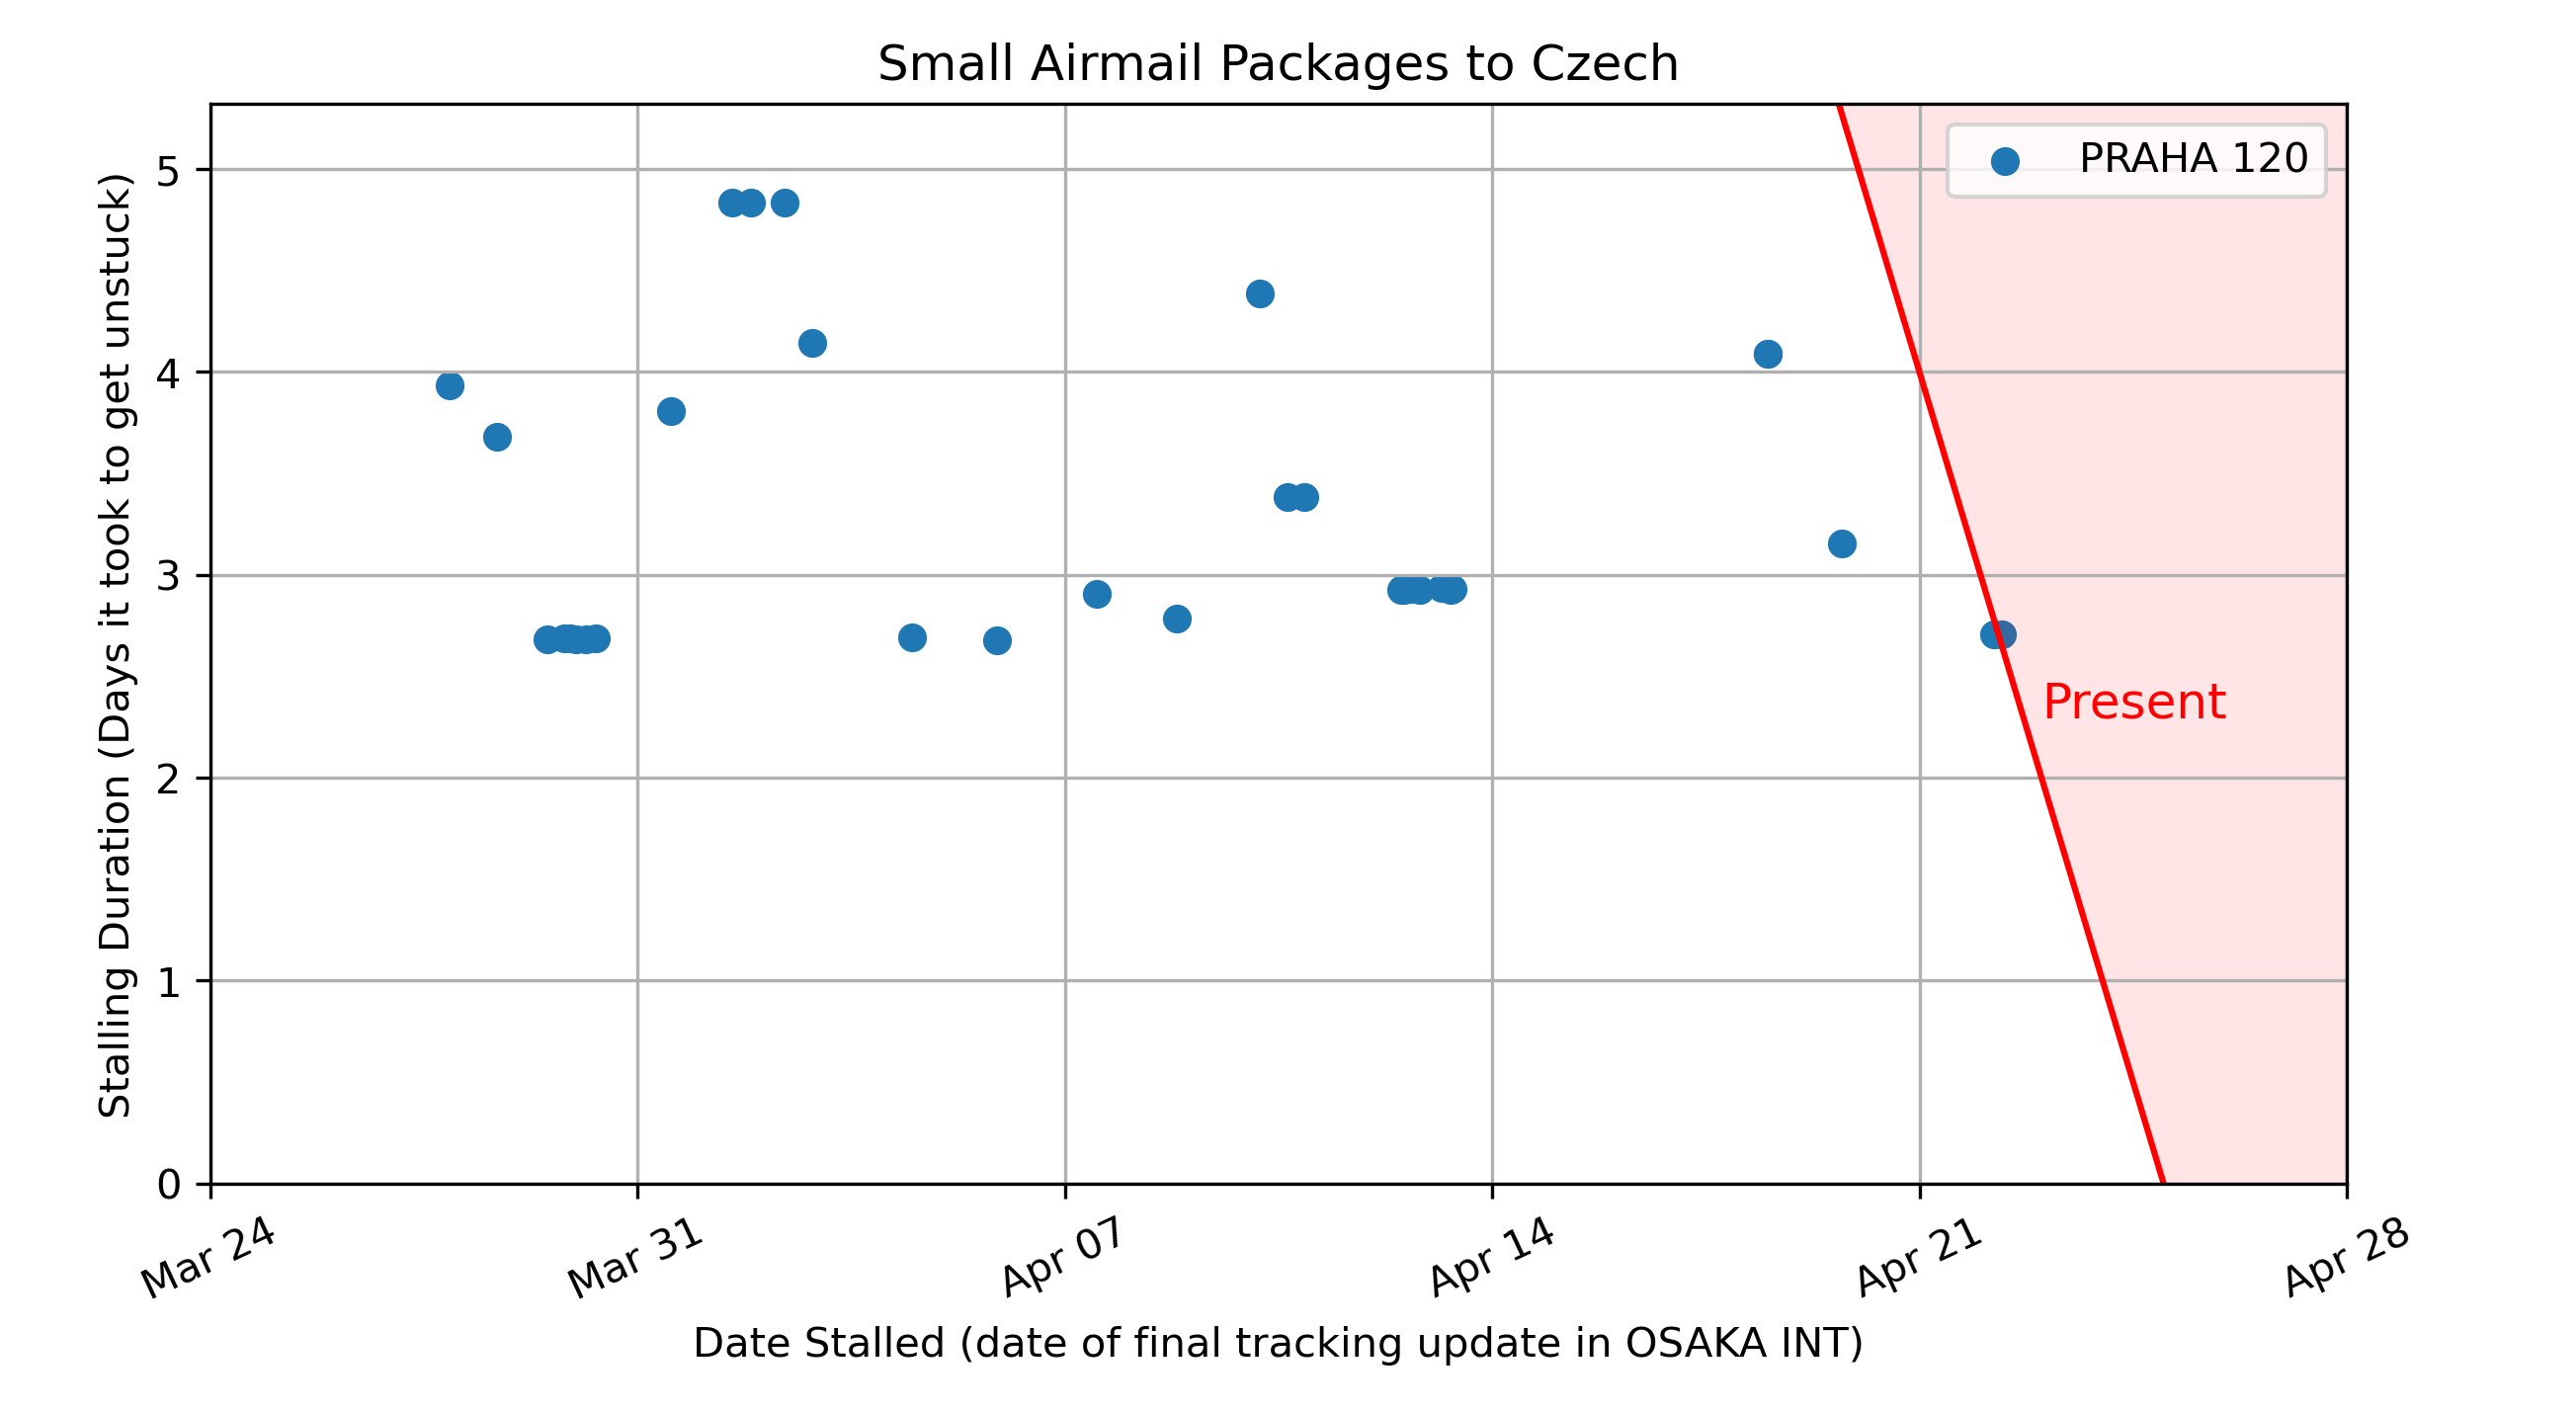 Small Airmail Packages to Czech
PRAHA 120
Stalling Duration (Days it took to get unstuck)
5
4
3
2
1
0
Present
Mar 24
Mar 31
Apr 07
Apr 14
Apr 21
Apr 28
Date Stalled (date of final tracking update in OSAKA INT)